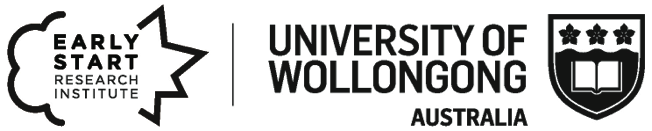 EARLY
START
RESEARCH
INSTITUTE
UNIVERSITY OF
WOLLONGONG
AUSTRALIA